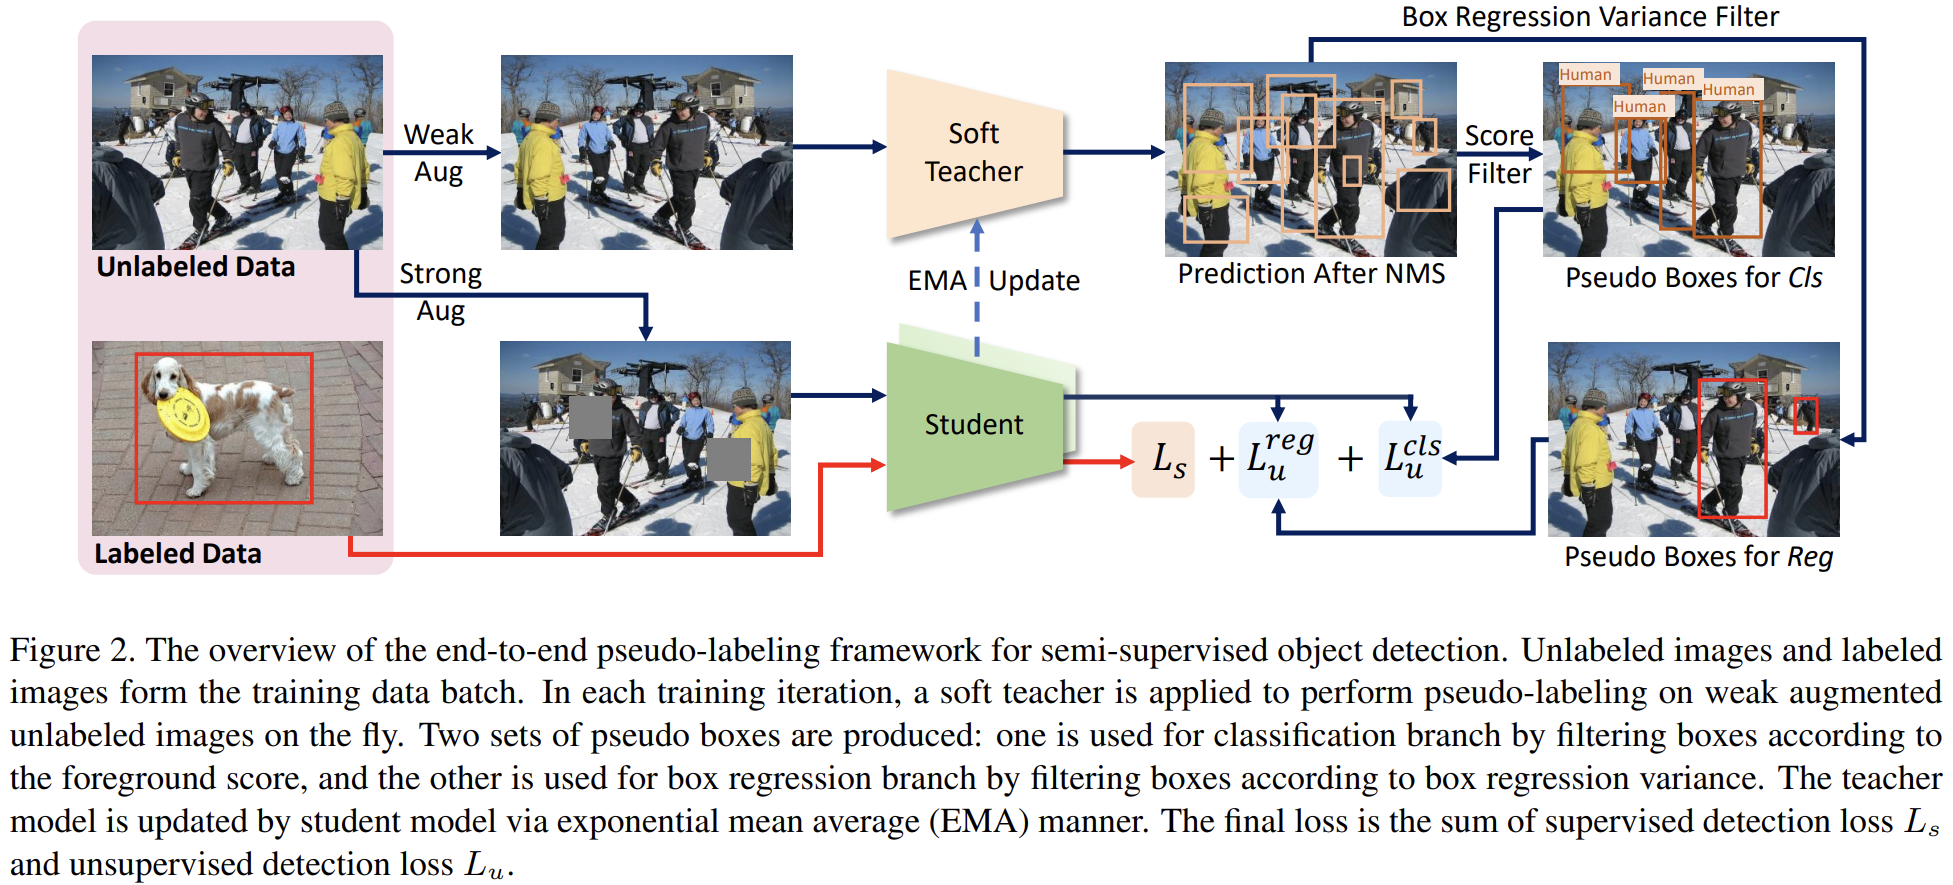 Box Regression Variance Filter
Human
Human
Human
Human
Weak
Aug
Soft
Teacher
Score
Filter
Unlabeled Data
Strong
Aug
EMA Update
Prediction After NMS
Pseudo Boxes for Cls
Student
L_s + L_u^{reg} + L_u^{cls}
Labeled Data
Pseudo Boxes for Reg
Figure 2. The overview of the end-to-end pseudo-labeling framework for semi-supervised object detection. Unlabeled images and labeled
images form the training data batch. In each training iteration, a soft teacher is applied to perform pseudo-labeling on weak augmented
unlabeled images on the fly. Two sets of pseudo boxes are produced: one is used for classification branch by filtering boxes according to
the foreground score, and the other is used for box regression branch by filtering boxes according to box regression variance. The teacher
model is updated by student model via exponential mean average (EMA) manner. The final loss is the sum of supervised detection loss L_s
and unsupervised detection loss L_u.